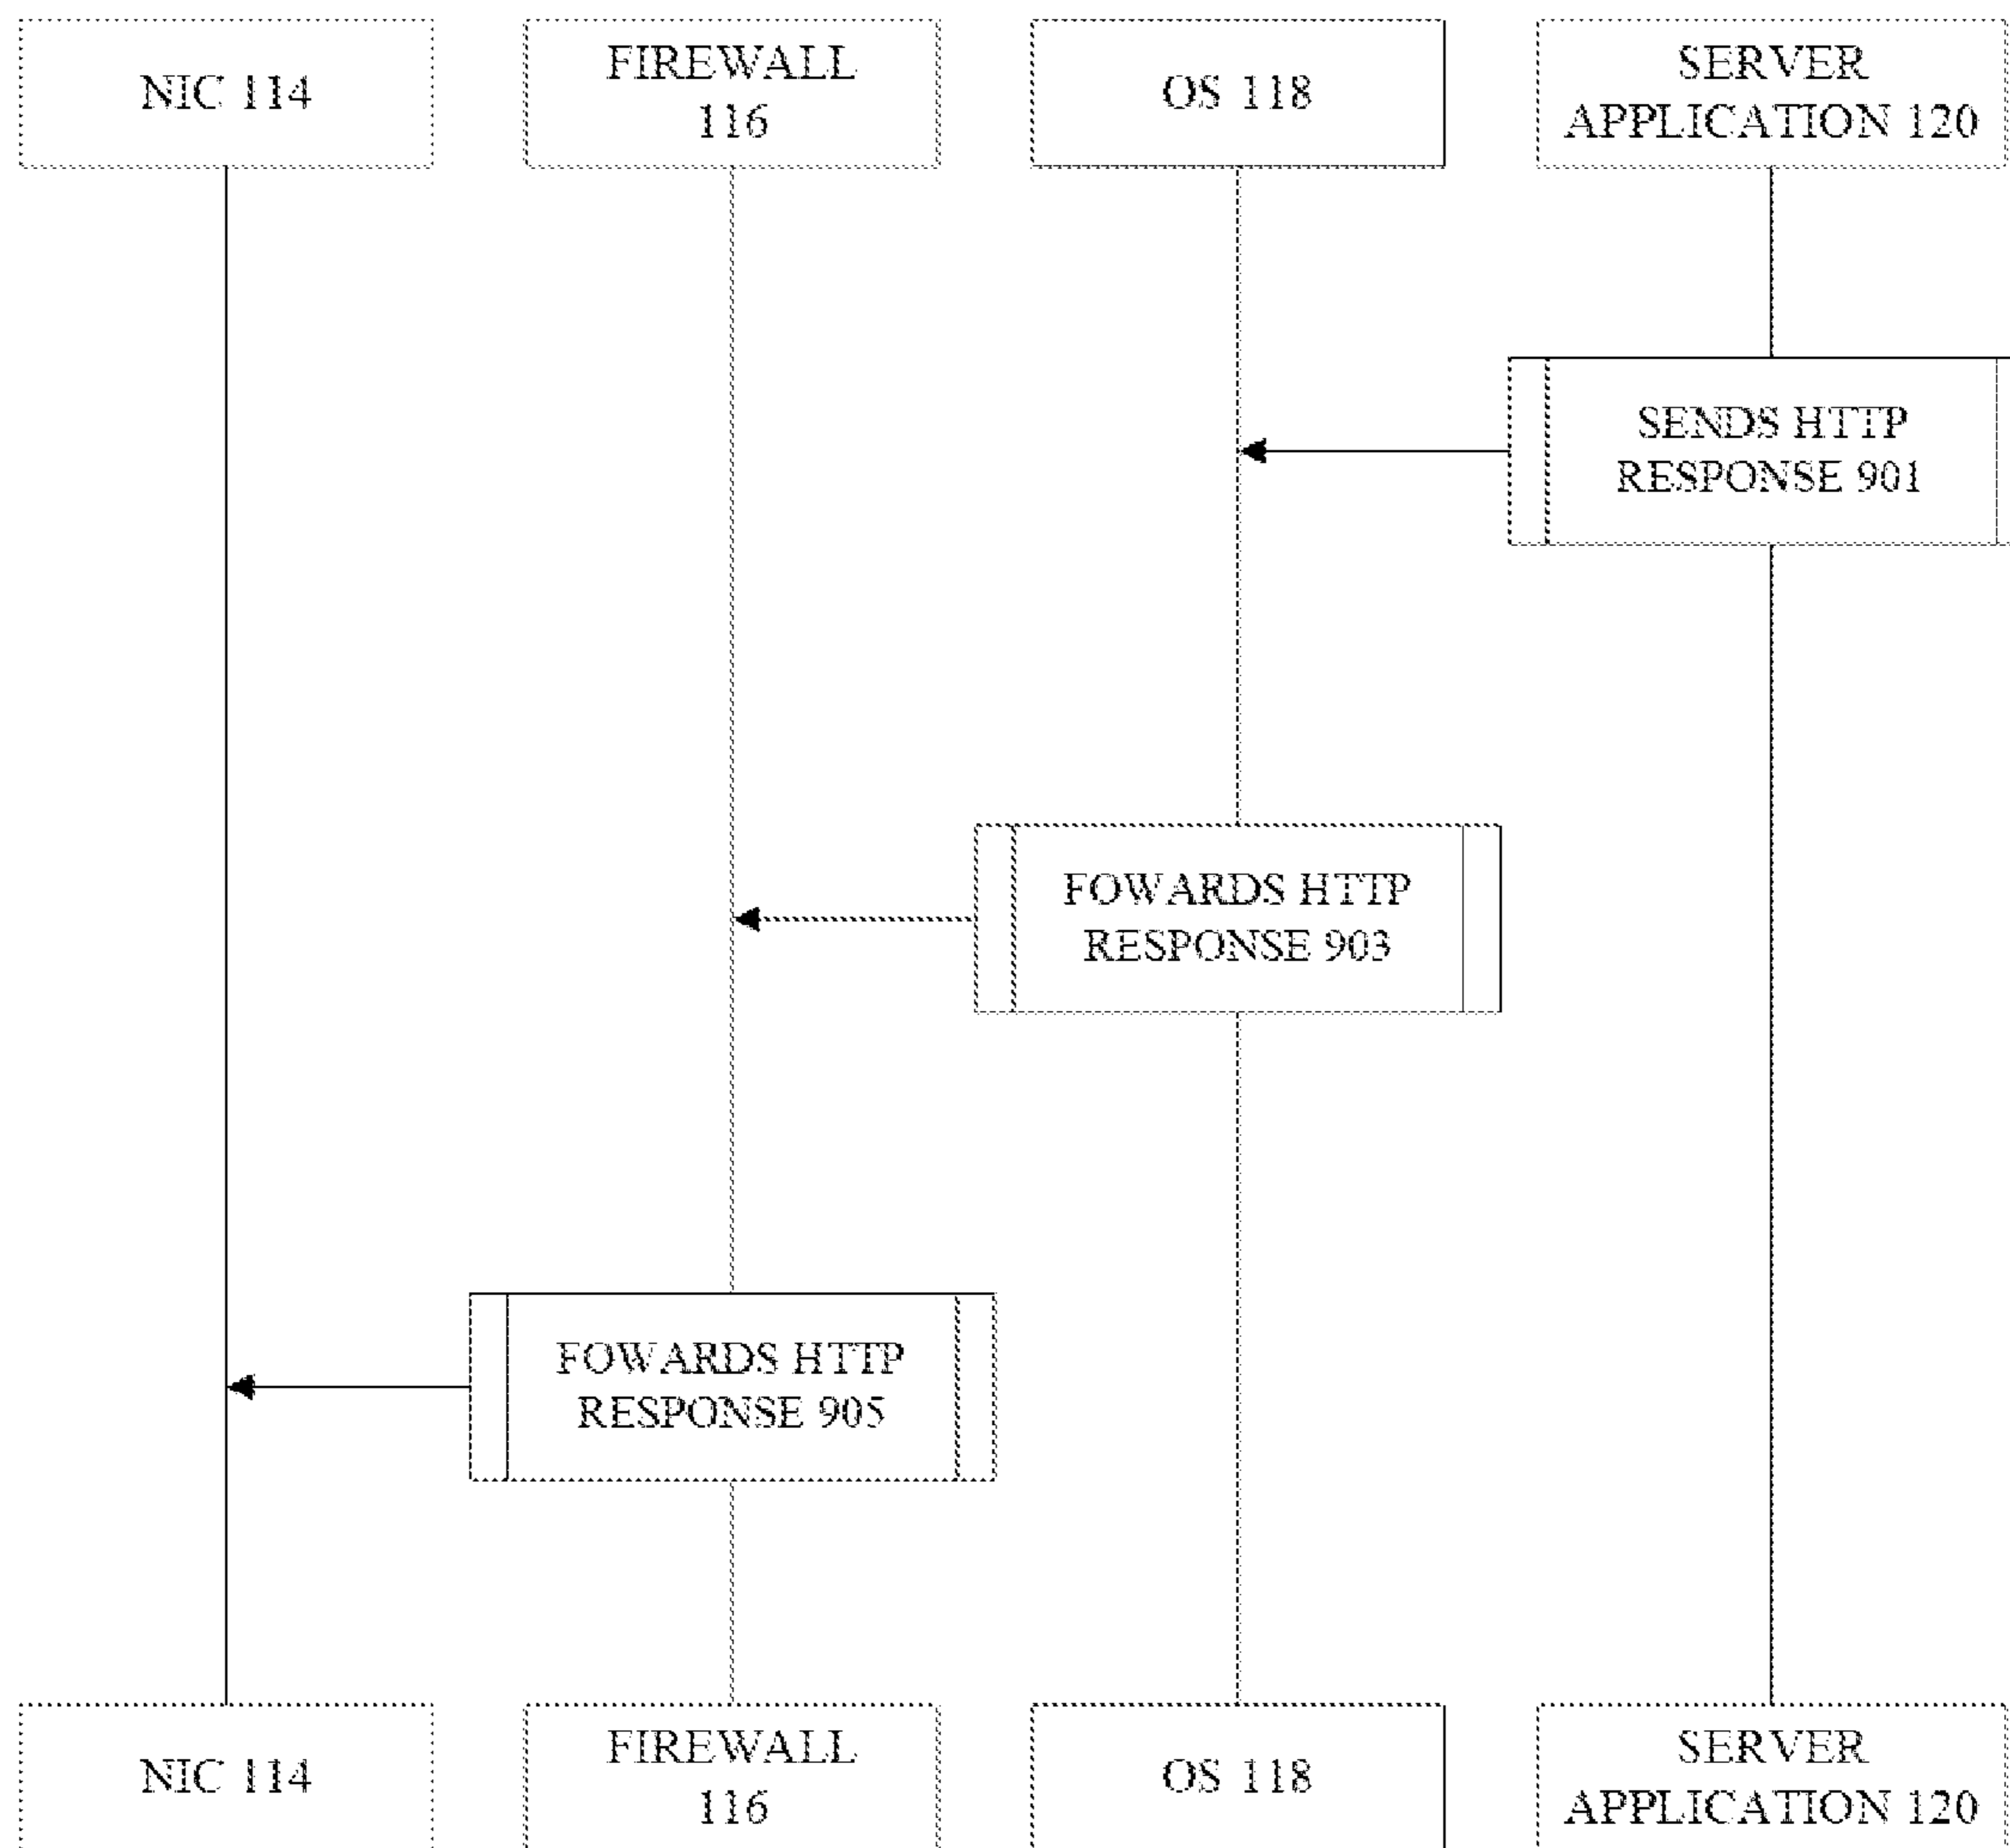 NIC 114
FIREWALL
116
OS 118
SERVER
APPLICATION 120
SENDS HTTP
RESPONSE 901
FOWARDS HTTP
RESPONSE 903
FOWARDS HTTP
RESPONSE 905
NIC 114
FIREWALL
116
OS 118
SERVER
APPLICATION 120